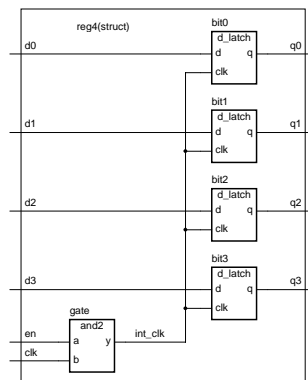 reg4(struct)
bit0
d_latch
d0
d
q
q0
clk
bit1
d_latch
d1
d
q
q1
clk
bit2
d_latch
d2
d
q
q2
clk
bit3
d_latch
d3
d
q
q3
clk
gate
and2
en
a
y
int_clk
clk
b